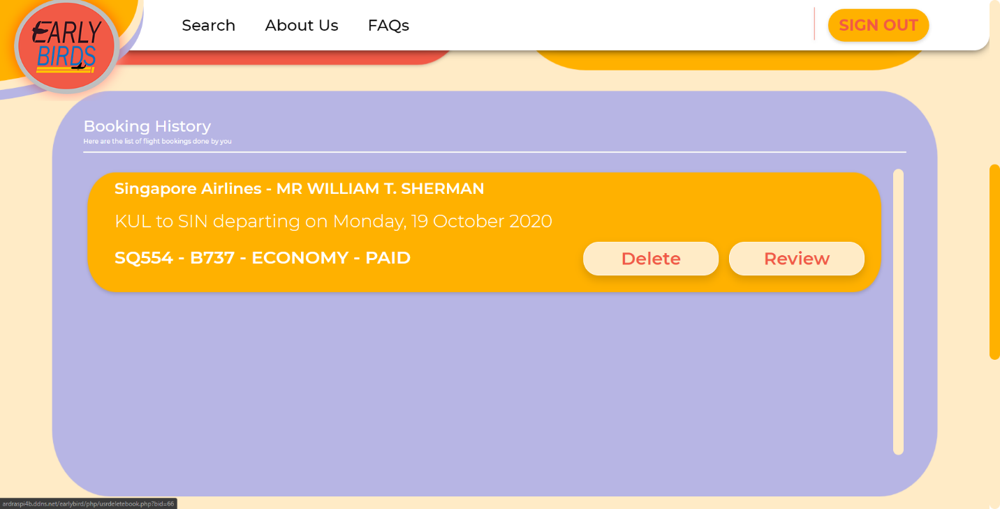 EARLY
BIRDS
Search
About Us
FAQs
SIGN OUT
Booking History
Here are the list of flight bookings done by you
Singapore Airlines - MR WILLIAM T. SHERMAN
KUL to SIN departing on Monday, 19 October 2020
SQ554 - B737 - ECONOMY - PAID
Delete
Review
ardraspi4b.ddns.net/earlybird/php/usrdeletebook.php?bid=66